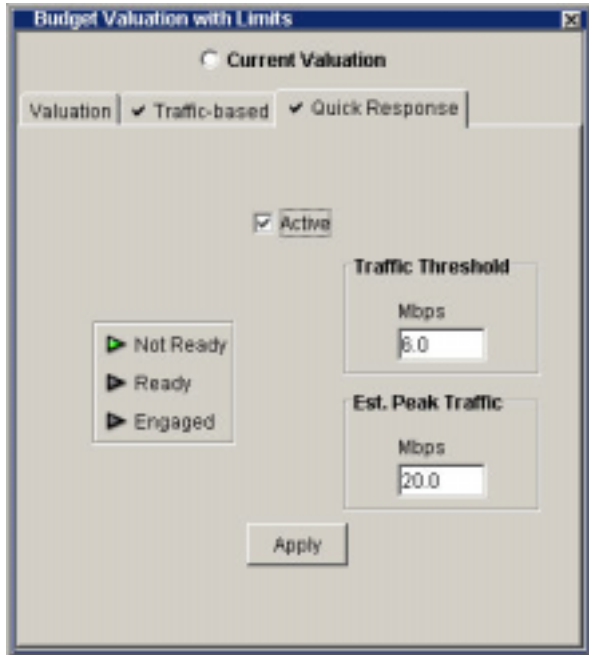 Budget Valuation with Limits
Current Valuation
Valuation Traffic-based Quick Response
Active
Traffic Threshold
Mbps
6.0
Not Ready
Ready
Engaged
Est. Peak Traffic
Mbps
20.0
Apply